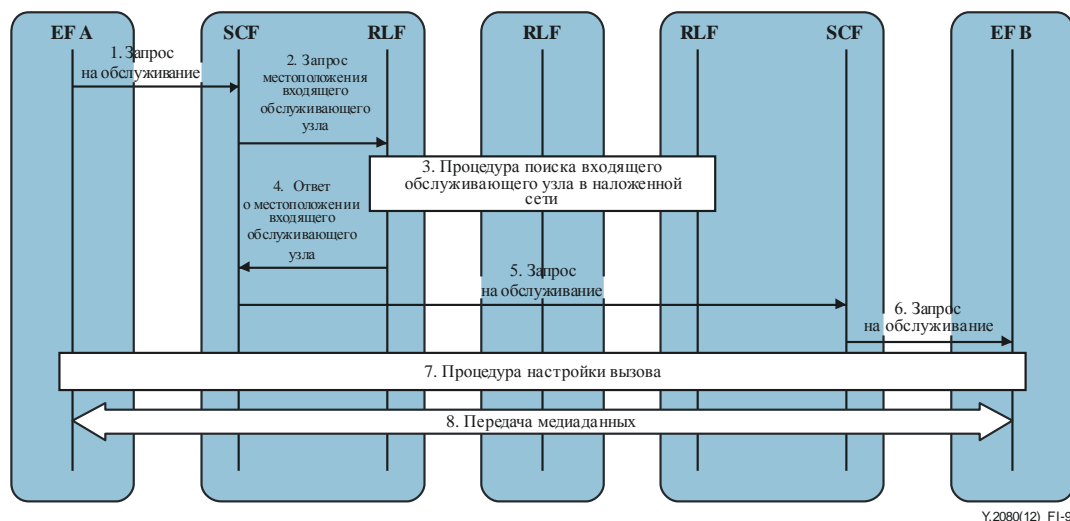 EF A
SCF
RLF
RLF
RLF
SCF
EF B
1. Запрос
на обслуживание
2. Запрос
местоположения
входящего
обслуживающего
узла
3. Процедура поиска входящего
обслуживающего узла в наложенной
сети
4. Ответ
о местоположении
входящего
обслуживающего
узла
5. Запрос
на обслуживание
6. Запрос
на обслуживание
7. Процедура настройки вызова
8. Передача медиаданных
Y.2080(12)_FI-9